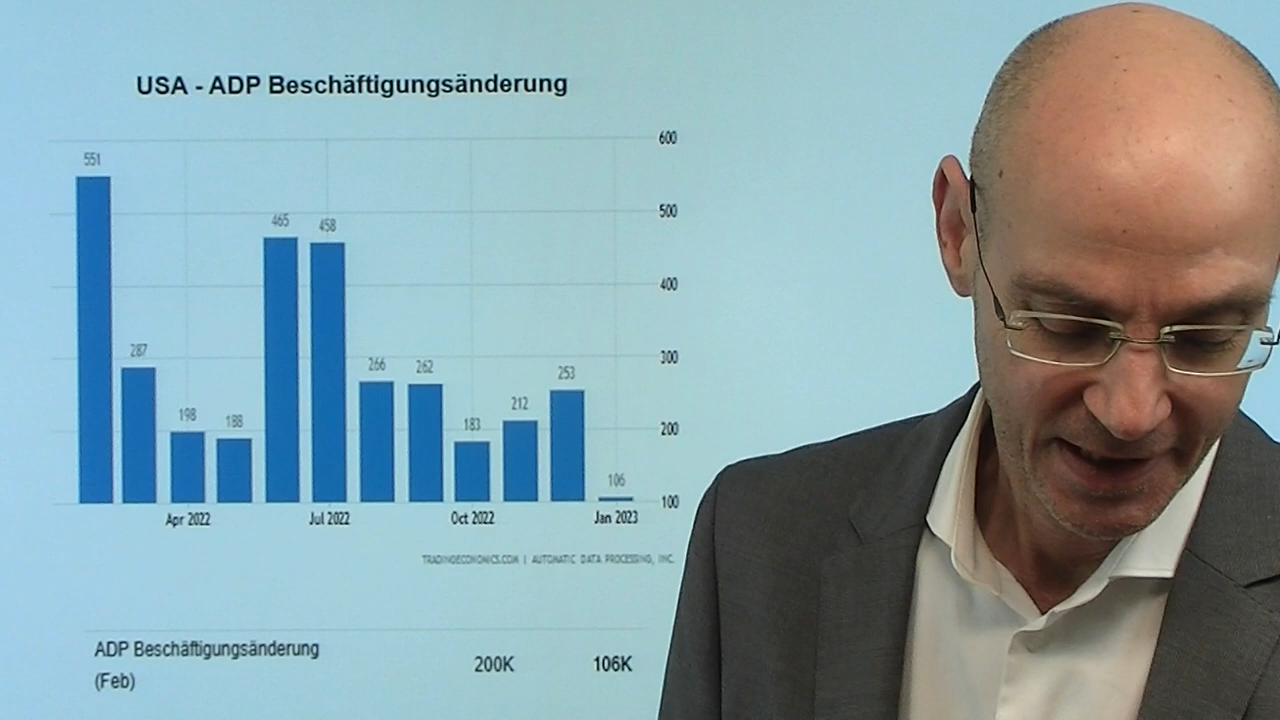 USA - ADP Beschäftigungsänderung
600
551
500
465
458
400
287
300
266
262
253
198
188
183
212
200
106
100
Apr 2022
Jul 2022
Oct 2022
Jan 2023
TRADINGECONOMICS.COM | AUTOMATIC DATA PROCESSING, INC.
ADP Beschäftigungsänderung
(Feb)
200K
106K